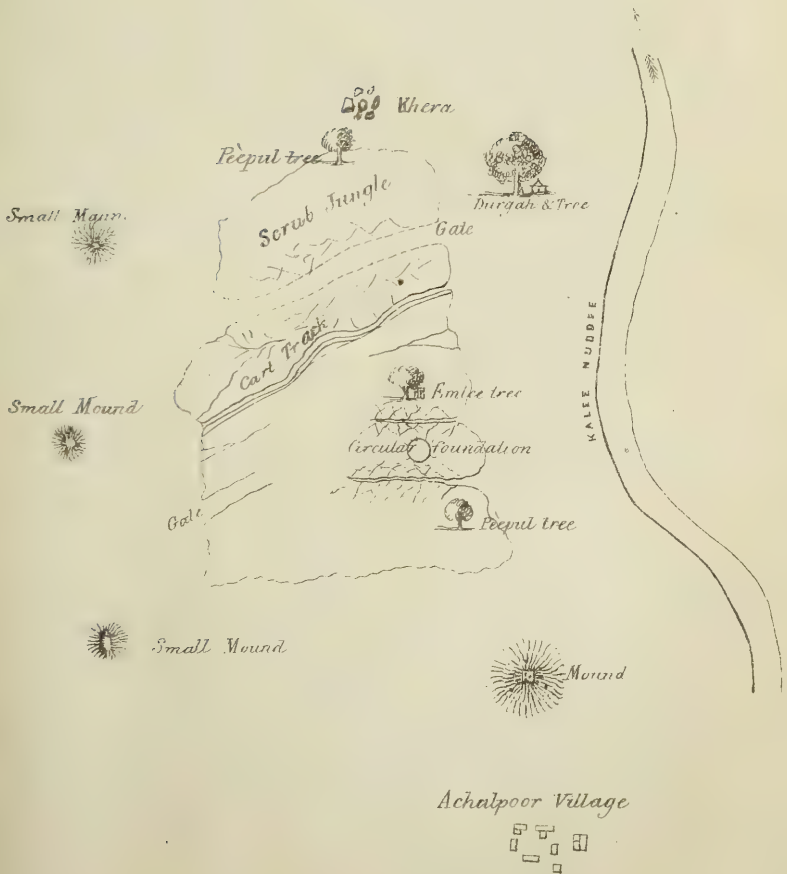 Khera
Peepul tree
Durgah & Tree
Scrub Jungle
Small Moun.
Gate
KALEE NUDDEE
Cart Track
Emlee tree
Small Mound
Circular foundation
Gate
Peepul tree
Small Mound
Mound
Achalpoor Village